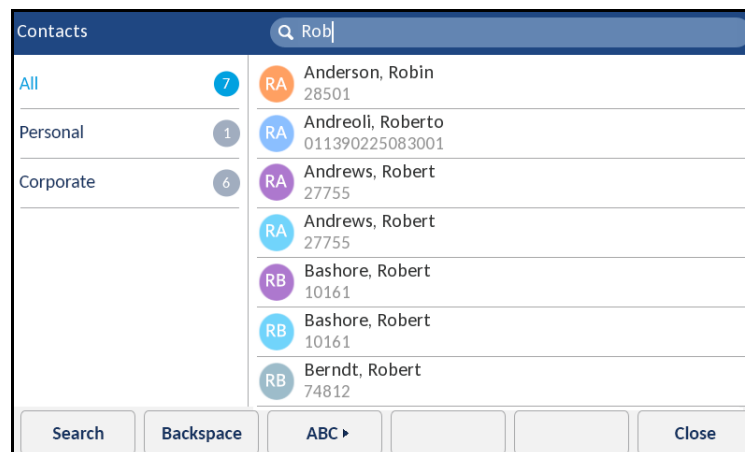 Contacts
Rob
All 7
Personal 1
Corporate 6
RA Anderson, Robin
28501
RA Andreoli, Roberto
011390225083001
RA Andrews, Robert
27755
RA Andrews, Robert
27755
RB Bashore, Robert
10161
RB Bashore, Robert
10161
RB Berndt, Robert
74812
Search Backspace ABC Close